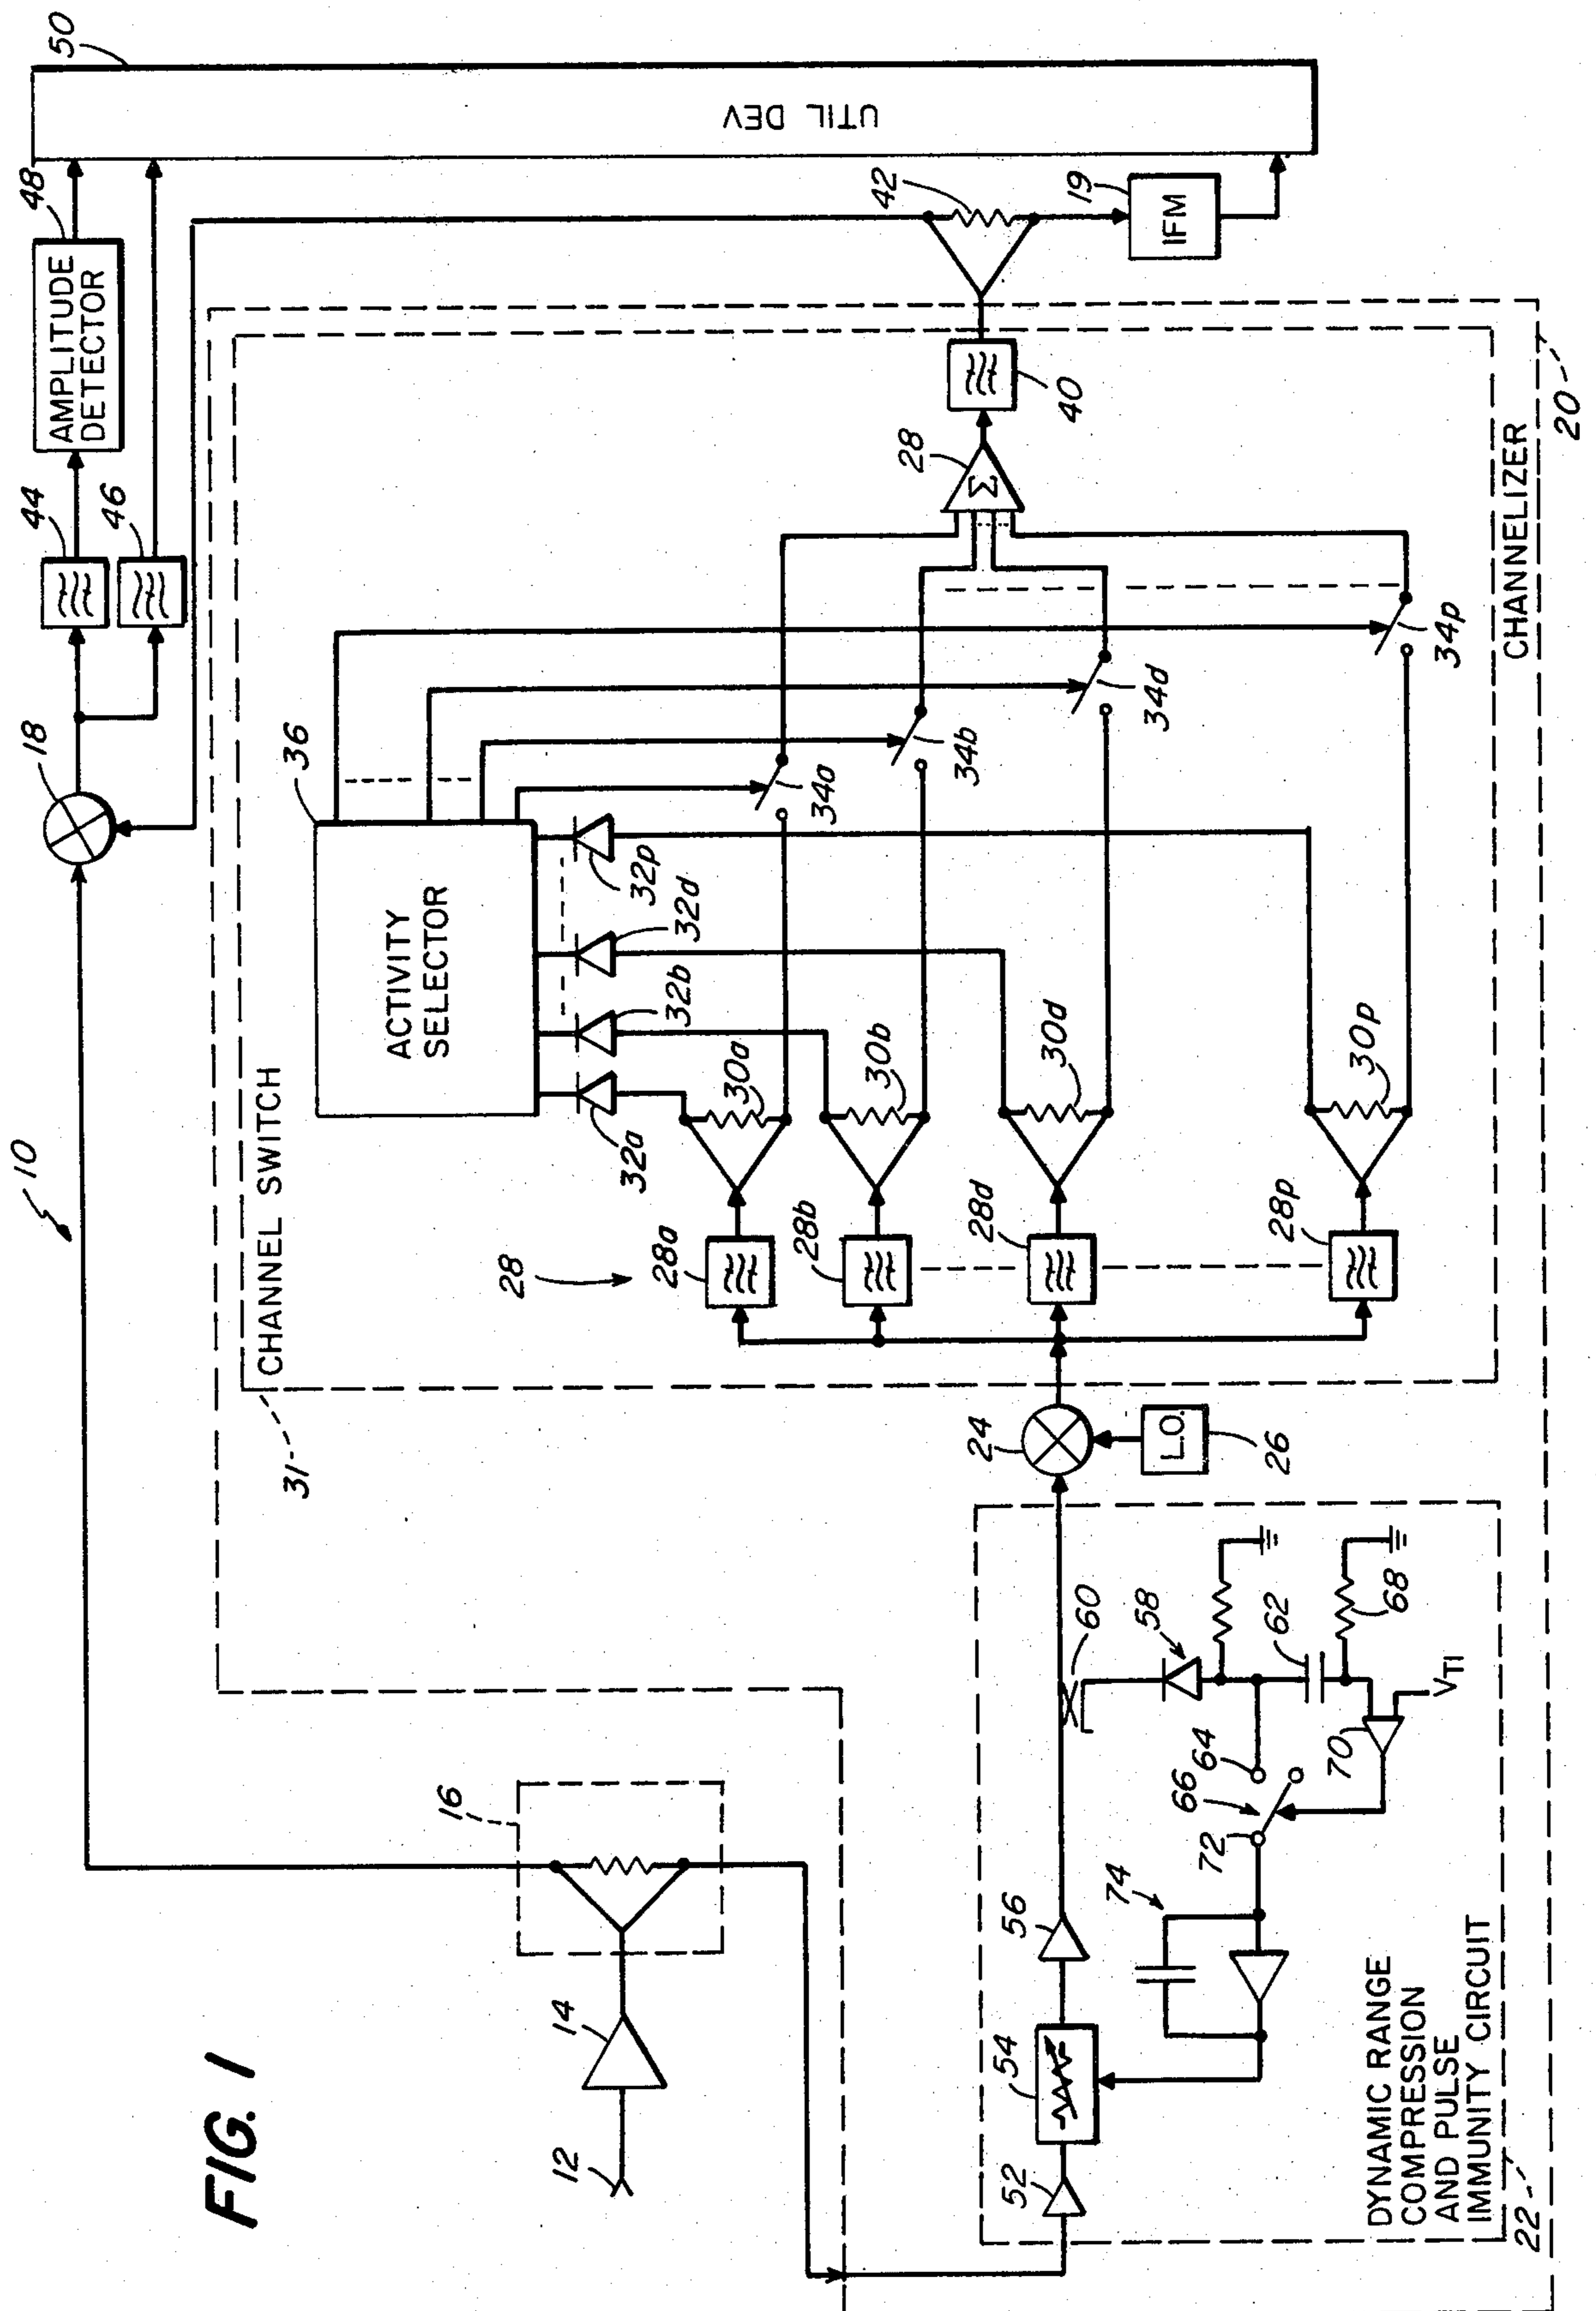 FIG. 1
10
12
14
16
18
44
46
AMPLITUDE
DETECTOR
48
50
UTIL DEV
42
19
IFM
31
CHANNEL SWITCH
36
ACTIVITY
SELECTOR
32a
32b
32d
32p
28
28a
28b
28d
28p
30a
30b
30d
30p
34a
34b
34d
34p
28
Σ
40
CHANNELIZER
20
24
L.O.
26
52
54
56
60
58
62
64
66
68
70
VT1
72
74
DYNAMIC RANGE
COMPRESSION
AND PULSE
IMMUNITY CIRCUIT
22